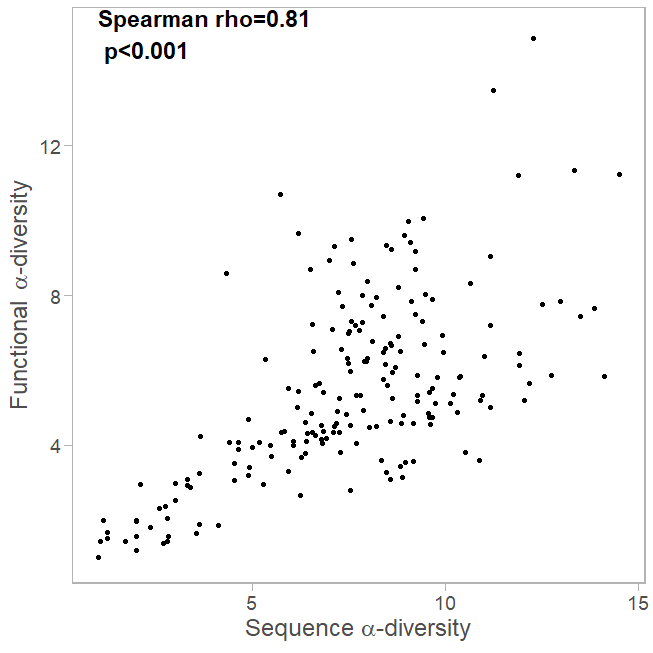 Spearman rho=0.81
p<0.001
12
8
4
Functional α-diversity
5
10
15
Sequence α-diversity